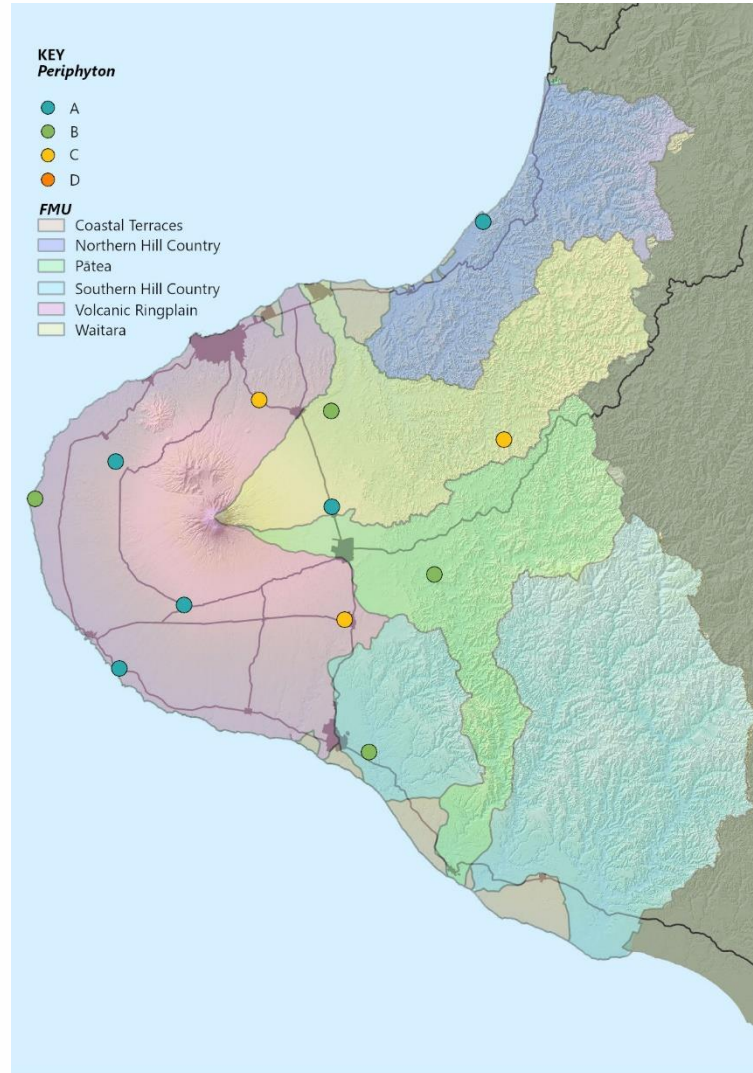 KEY
Periphyton
A
B
C
D
FMU
Coastal Terraces
Northern Hill Country
Pātea
Southern Hill Country
Volcanic Ringplain
Waitara